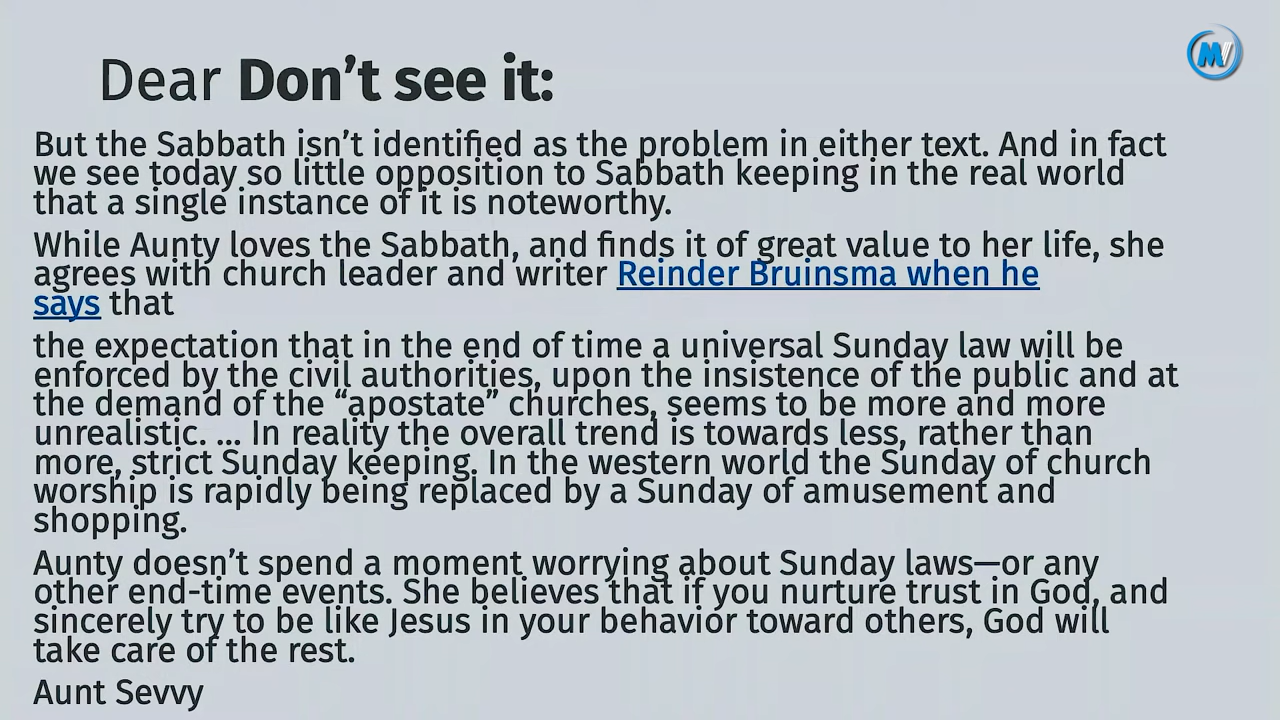 Dear Don’t see it:
But the Sabbath isn’t identified as the problem in either text. And in fact
we see today so little opposition to Sabbath keeping in the real world
that a single instance of it is noteworthy.
While Aunty loves the Sabbath, and finds it of great value to her life, she
agrees with church leader and writer Reinder Bruinsma when he
says that
the expectation that in the end of time a universal Sunday law will be
enforced by the civil authorities, upon the insistence of the public and at
the demand of the “apostate” churches, seems to be more and more
unrealistic. … In reality the overall trend is towards less, rather than
more, strict Sunday keeping. In the western world the Sunday of church
worship is rapidly being replaced by a Sunday of amusement and
shopping.
Aunty doesn’t spend a moment worrying about Sunday laws—or any
other end-time events. She believes that if you nurture trust in God, and
sincerely try to be like Jesus in your behavior toward others, God will
take care of the rest.
Aunt Sevvy
MV